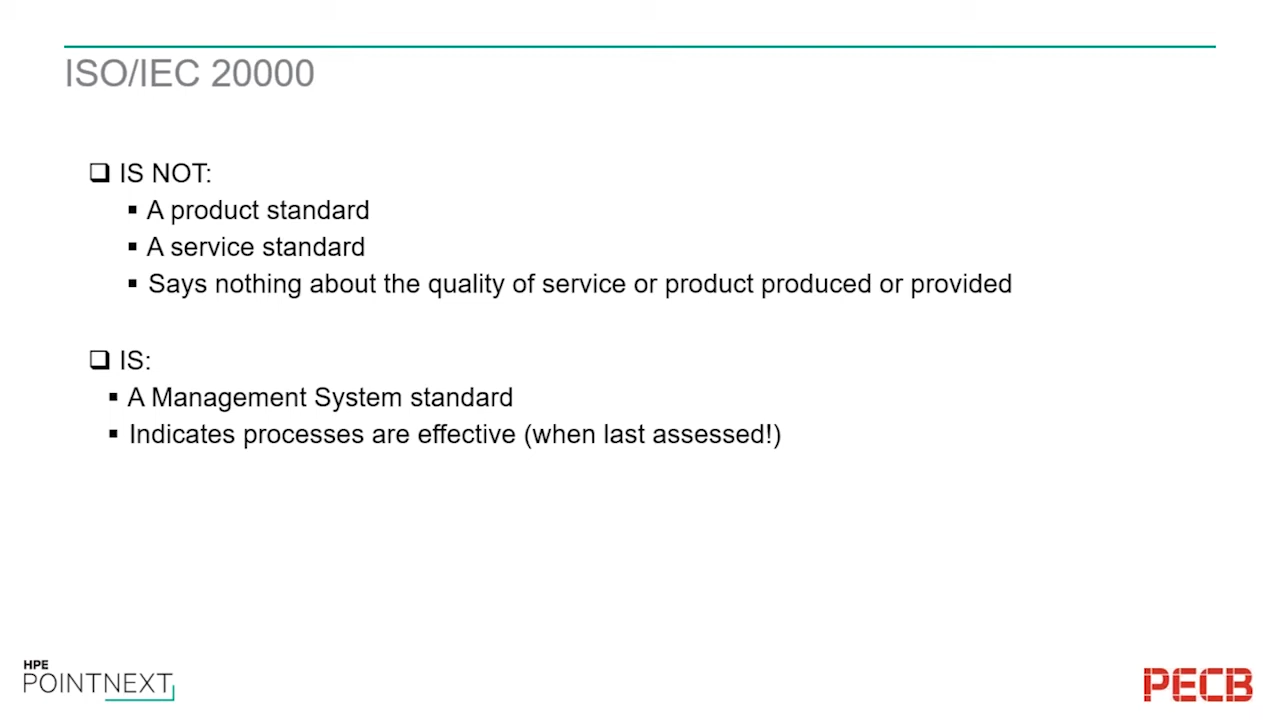 ISO/IEC 20000
❑ IS NOT:
▪ A product standard
▪ A service standard
▪ Says nothing about the quality of service or product produced or provided
❑ IS:
▪ A Management System standard
▪ Indicates processes are effective (when last assessed!)
HPE
POINTNEXT
PECB